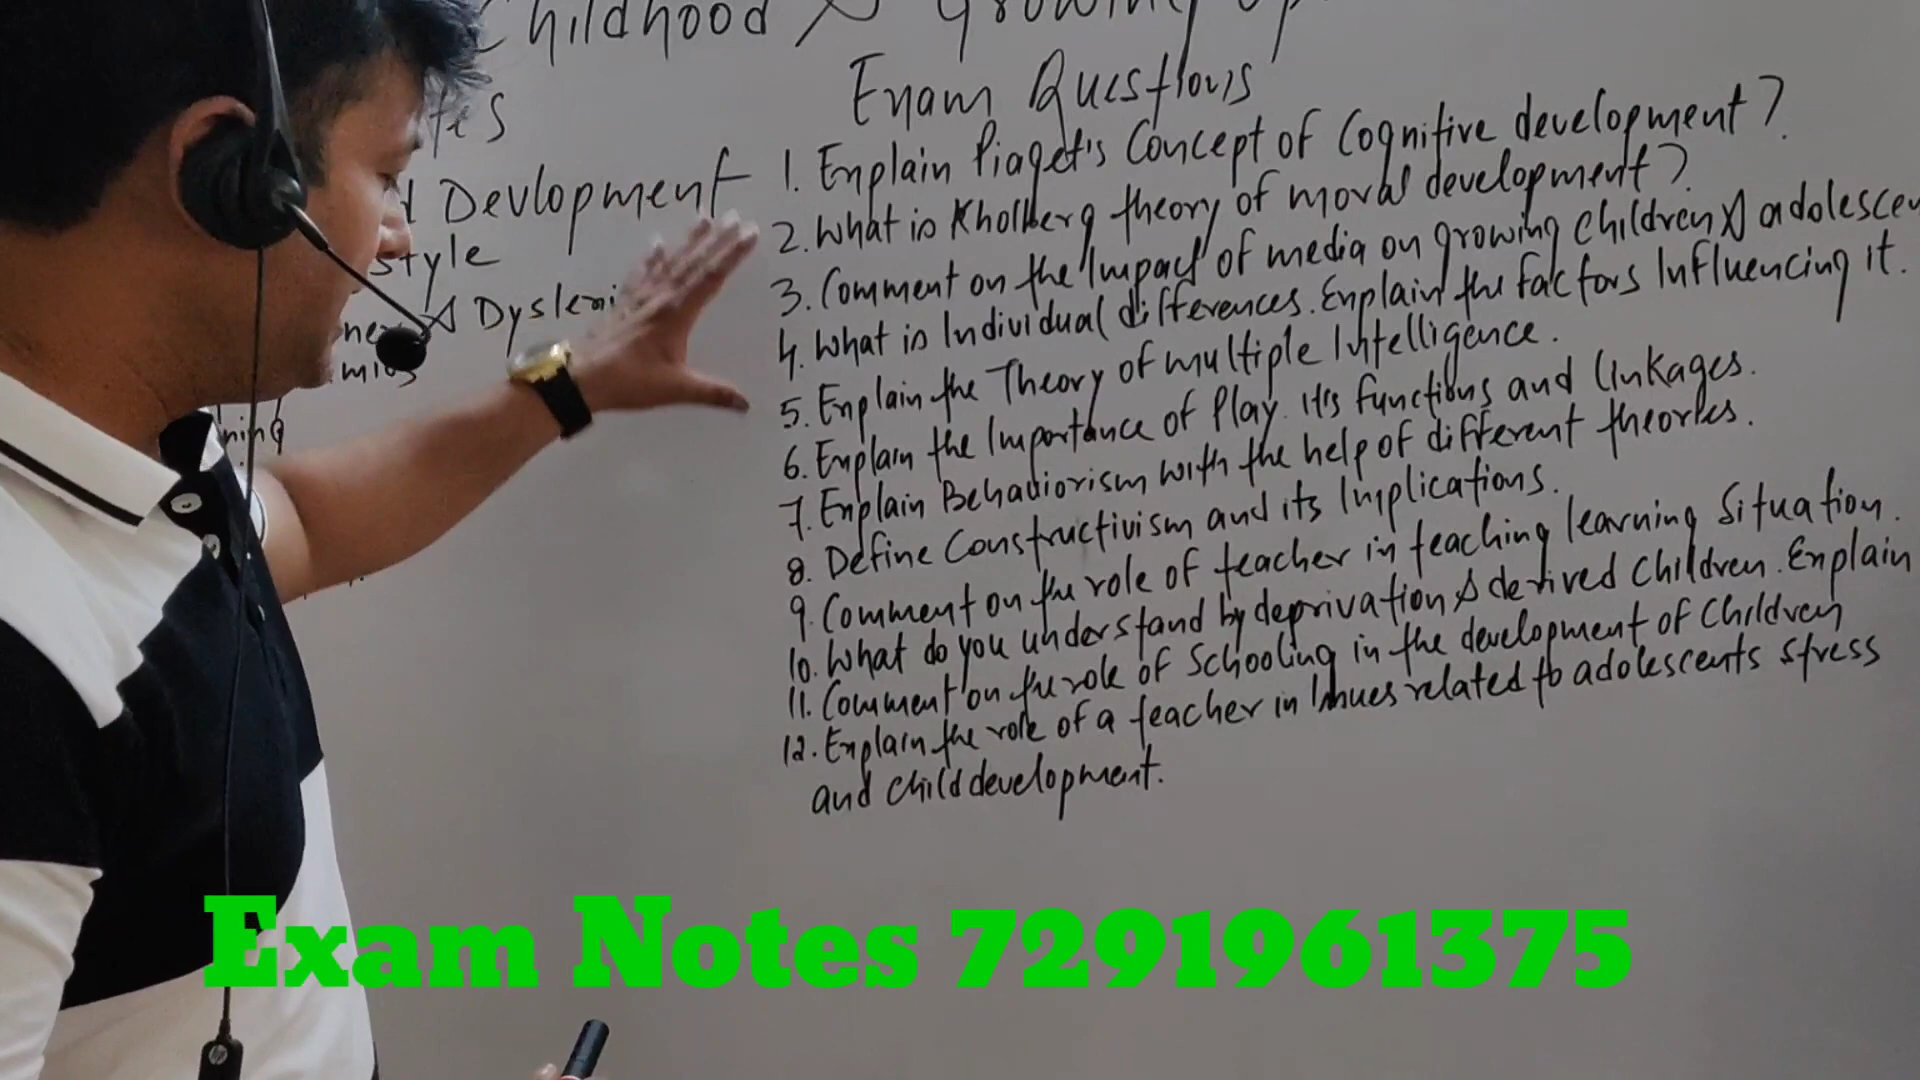 Childhood & Growing Up
Exam Questions
Devlopment
style
& Dyslexi
1. Explain Piaget's Concept of Cognitive development?
2. What is Kholberg theory of moral development?
3. Comment on the Impact of media on growing children & adolescen
4. What is Individual differences. Explain the factors Influencing it.
5. Explain the Theory of multiple Intelligence.
6. Explain the Importance of Play. Its functions and linkages.
7. Explain Behaviorism with the help of different theories.
8. Define Constructivism and its Implications.
9. Comment on the role of teacher in teaching learning situation.
10. What do you understand by deprivation & derived children. Explain
11. Comment on the role of Schooling in the development of Children
12. Explain the role of a teacher in Issues related to adolescents stress
and child development.
Exam Notes 7291961375
hp